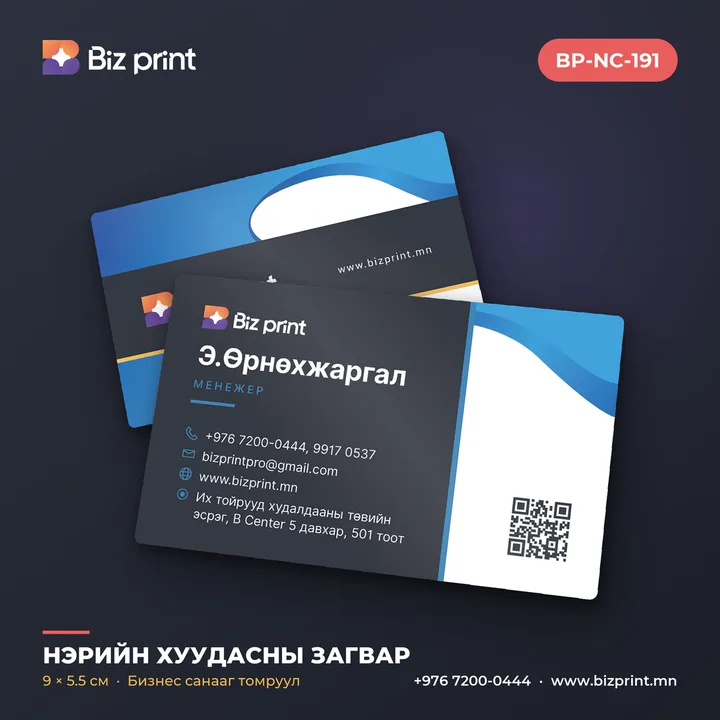 Biz print
BP-NC-191
www.bizprint.mn
Biz print
Э.Өрнөхжаргал
МЕНЕЖЕР
+976 7200-0444, 9917 0537
bizprintpro@gmail.com
www.bizprint.mn
Их тойрууд худалдааны төвийн
эсрэг, B Center 5 давхар, 501 тоот
НЭРИЙН ХУУДАСНЫ ЗАГВАР
9 × 5.5 см · Бизнес санааг томруул
+976 7200-0444 · www.bizprint.mn